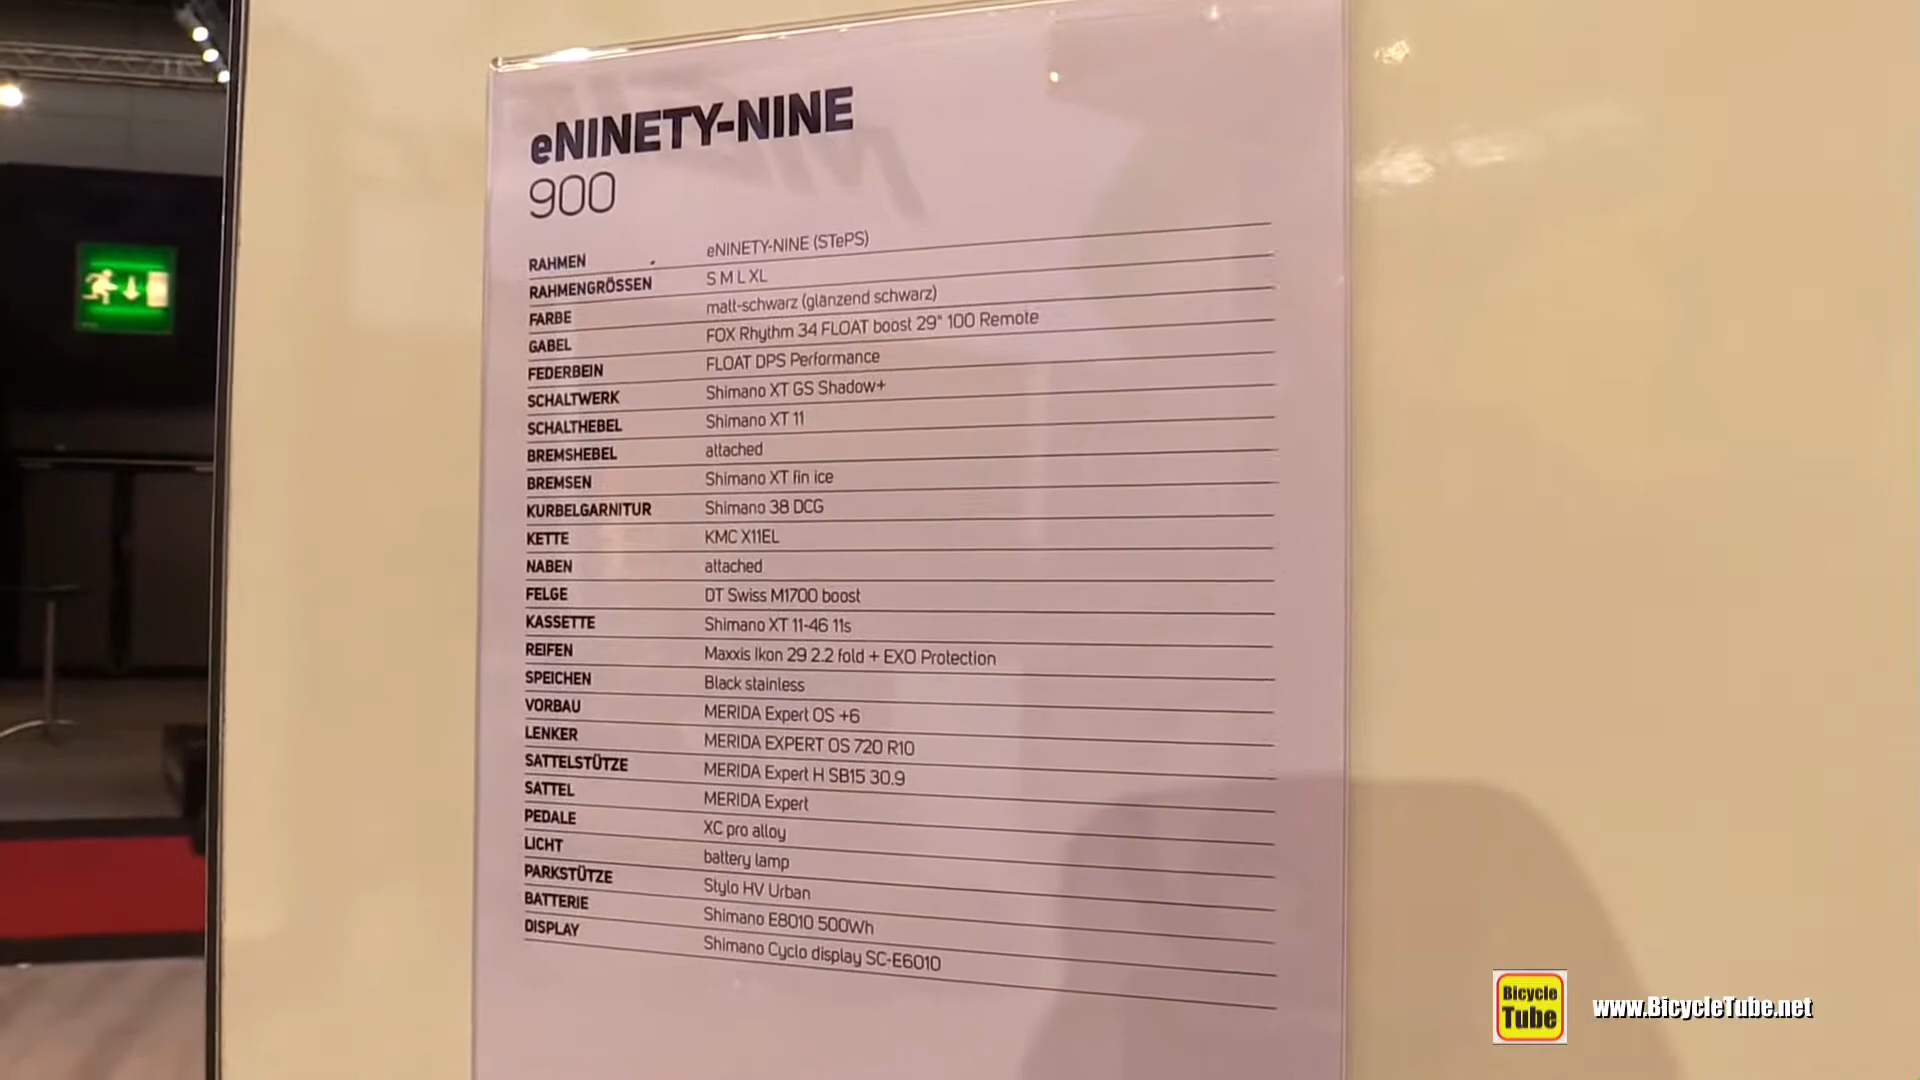 eNINETY-NINE
900
RAHMEN eNINETY-NINE (STePS)
RAHMENGRÖSSEN S M L XL
FARBE matt-schwarz (glänzend schwarz)
GABEL FOX Rhythm 34 FLOAT boost 29" 100 Remote
FEDERBEIN FLOAT DPS Performance
SCHALTWERK Shimano XT GS Shadow+
SCHALTHEBEL Shimano XT 11
BREMSHEBEL attached
BREMSEN Shimano XT fin ice
KURBELGARNITUR Shimano 38 DCG
KETTE KMC X11EL
NABEN attached
FELGE DT Swiss M1700 boost
KASSETTE Shimano XT 11-46 11s
REIFEN Maxxis Ikon 29 2.2 fold + EXO Protection
SPEICHEN Black stainless
VORBAU MERIDA Expert OS +6
LENKER MERIDA EXPERT OS 720 R10
SATTELSTÜTZE MERIDA Expert H SB15 30.9
SATTEL MERIDA Expert
PEDALE XC pro alloy
LICHT battery lamp
PARKSTÜTZE Stylo HV Urban
BATTERIE Shimano E8010 500Wh
DISPLAY Shimano Cyclo display SC-E6010
Bicycle
Tube
www.BicycleTube.net